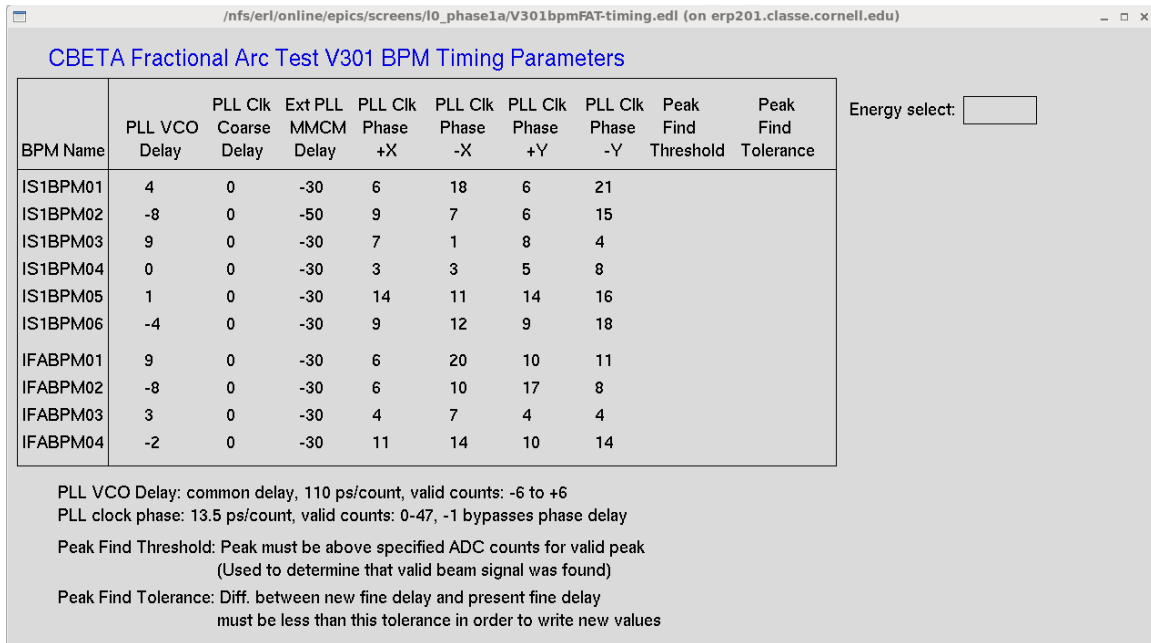 /nfs/erl/online/epics/screens/l0_phase1a/V301bpmFAT-timing.edl (on erp201.classe.cornell.edu)
CBETA Fractional Arc Test V301 BPM Timing Parameters
PLL Clk Ext PLL PLL Clk PLL Clk PLL Clk PLL Clk Peak Peak
PLL VCO Coarse MMCM Phase Phase Phase Phase Find Find
BPM Name Delay Delay Delay +X -X +Y -Y Threshold Tolerance
Energy select:
IS1BPM01 4 0 -30 6 18 6 21
IS1BPM02 -8 0 -50 9 7 6 15
IS1BPM03 9 0 -30 7 1 8 4
IS1BPM04 0 0 -30 3 3 5 8
IS1BPM05 1 0 -30 14 11 14 16
IS1BPM06 -4 0 -30 9 12 9 18
IFABPM01 9 0 -30 6 20 10 11
IFABPM02 -8 0 -30 6 10 17 8
IFABPM03 3 0 -30 4 7 4 4
IFABPM04 -2 0 -30 11 14 10 14
PLL VCO Delay: common delay, 110 ps/count, valid counts: -6 to +6
PLL clock phase: 13.5 ps/count, valid counts: 0-47, -1 bypasses phase delay
Peak Find Threshold: Peak must be above specified ADC counts for valid peak
(Used to determine that valid beam signal was found)
Peak Find Tolerance: Diff. between new fine delay and present fine delay
must be less than this tolerance in order to write new values